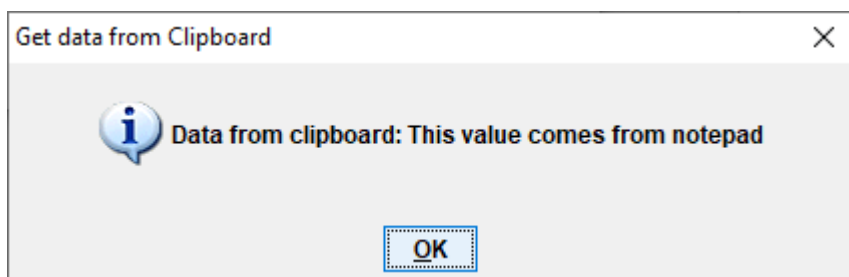 Get data from Clipboard
Data from clipboard: This value comes from notepad
OK